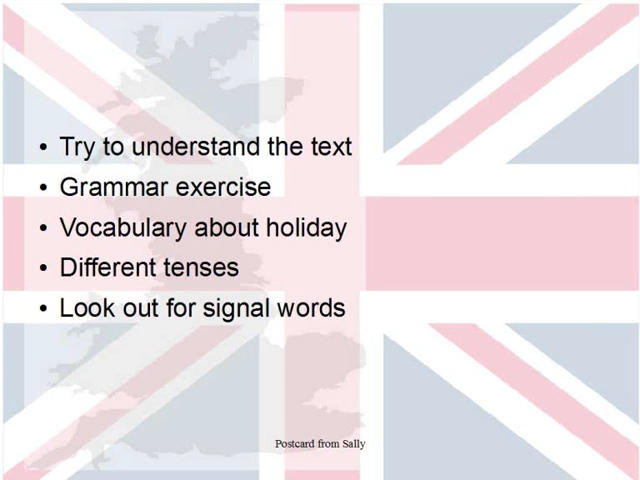 • Try to understand the text
• Grammar exercise
• Vocabulary about holiday
• Different tenses
• Look out for signal words
Postcard from Sally